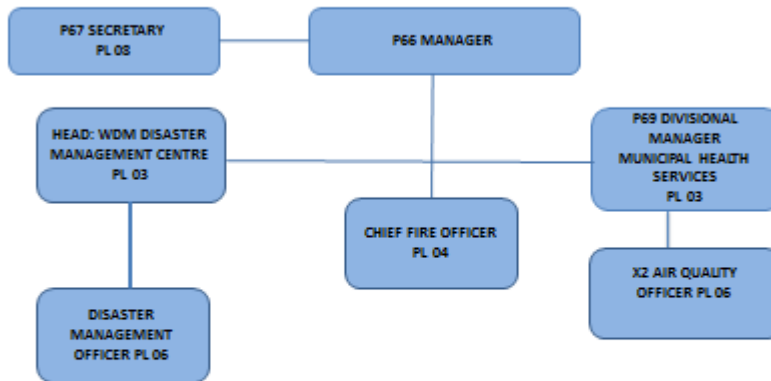 P67 SECRETARY
PL 08
P66 MANAGER
HEAD: WDM DISASTER
MANAGEMENT CENTRE
PL 03
P69 DIVISIONAL
MANAGER
MUNICIPAL HEALTH
SERVICES
PL 03
CHIEF FIRE OFFICER
PL 04
X2 AIR QUALITY
OFFICER PL 06
DISASTER
MANAGEMENT
OFFICER PL 06